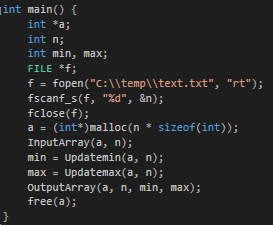 int main() {
    int *a;
    int n;
    int min, max;
    FILE *f;
    f = fopen("C:\\temp\\text.txt", "rt");
    fscanf_s(f, "%d", &n);
    fclose(f);
    a = (int*)malloc(n * sizeof(int));
    InputArray(a, n);
    min = Updatemin(a, n);
    max = Updatemax(a, n);
    OutputArray(a, n, min, max);
    free(a);
}